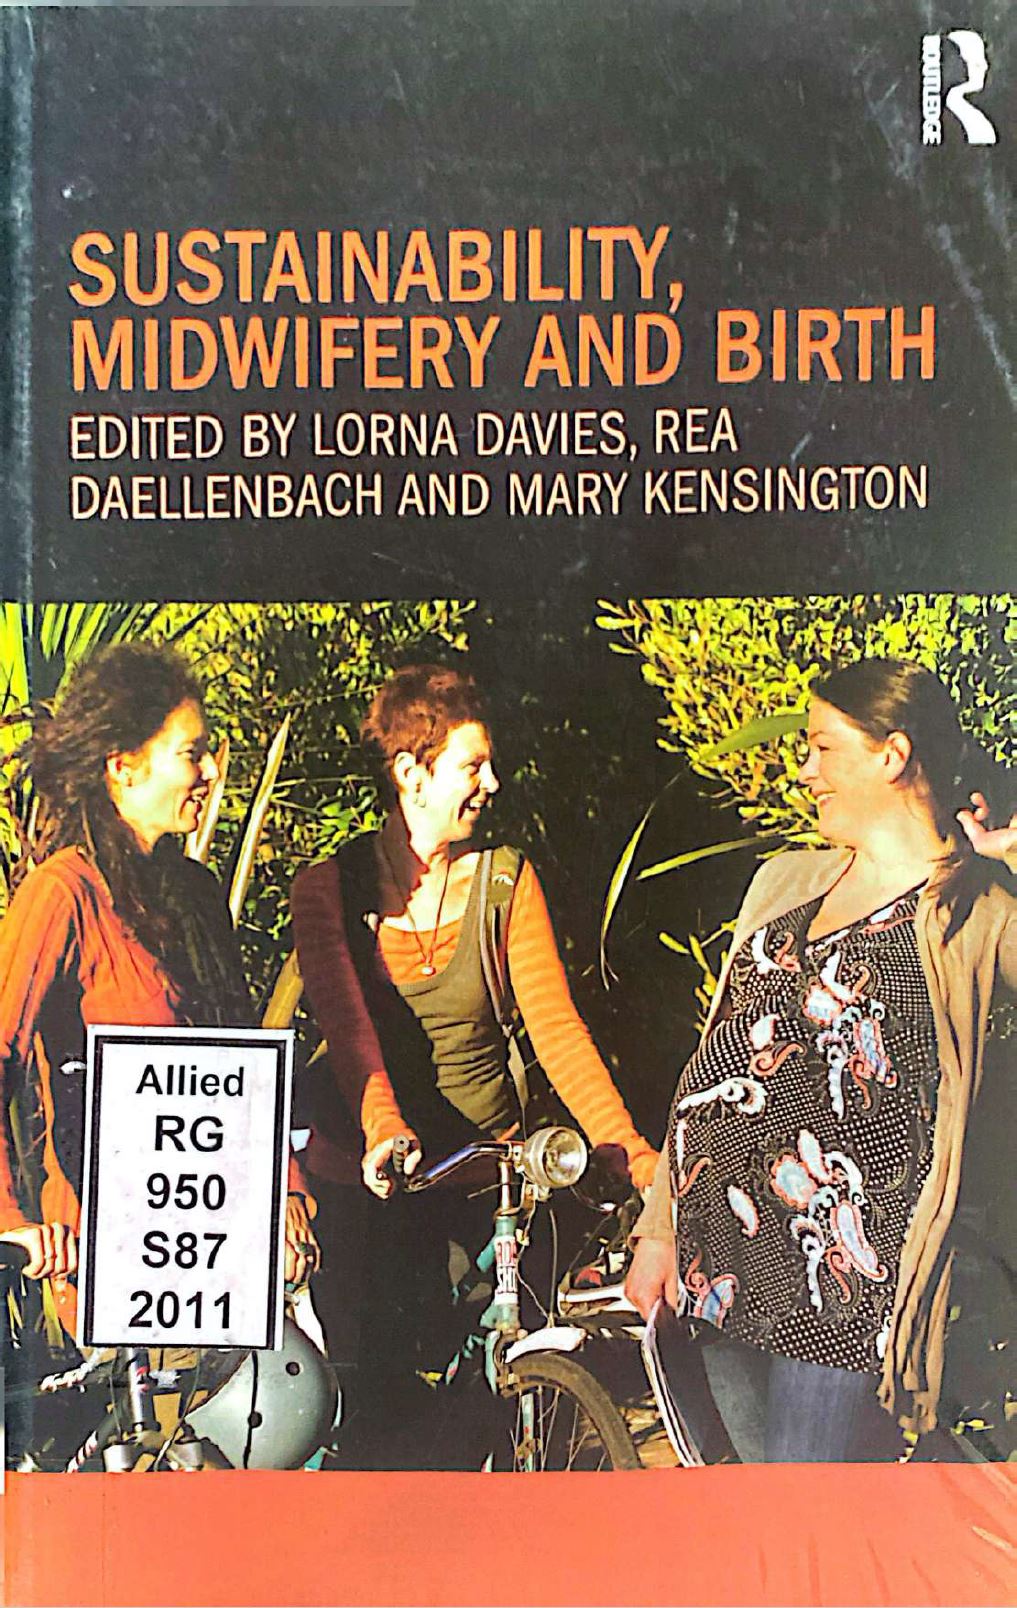 ROUTLEDGE
SUSTAINABILITY,
MIDWIFERY AND BIRTH
EDITED BY LORNA DAVIES, REA
DAELLENBACH AND MARY KENSINGTON
Allied
RG
950
S87
2011